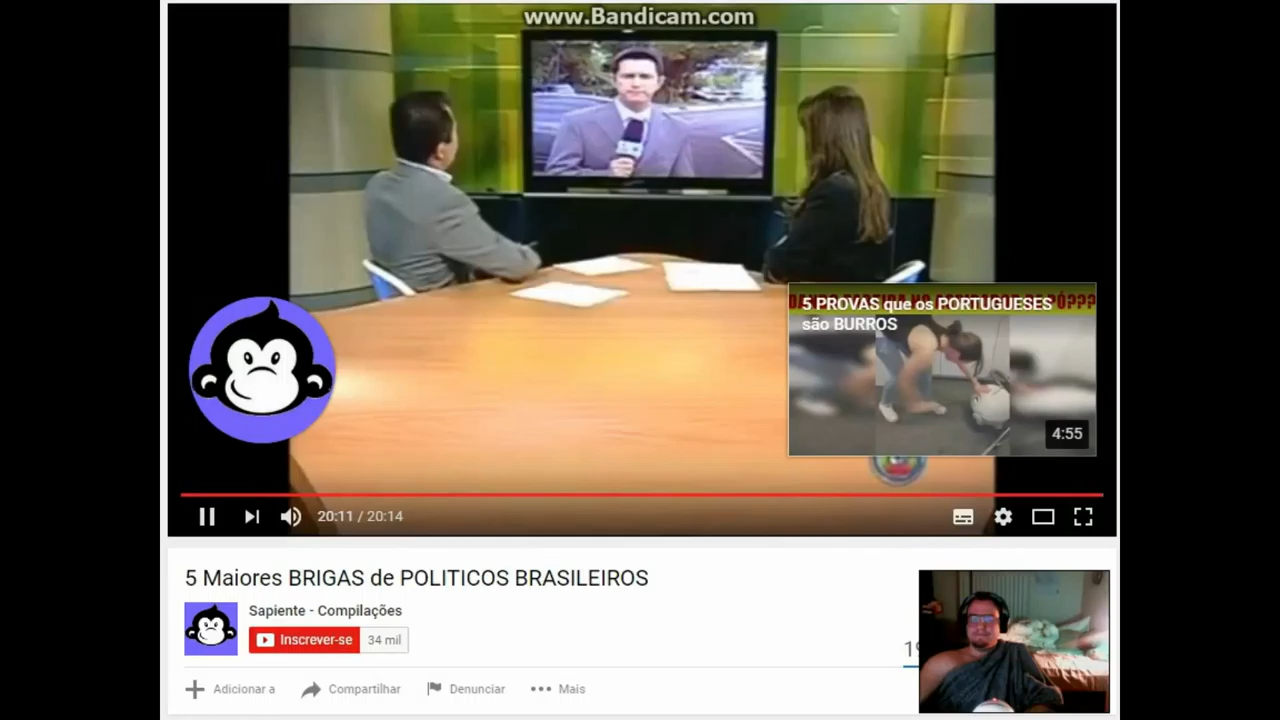 www.Bandicam.com
5 PROVAS que os PORTUGUESES
são BURROS
4:55
20:11 / 20:14
5 Maiores BRIGAS de POLITICOS BRASILEIROS
Sapiente - Compilações
Inscrever-se 34 mil
Adicionar a Compartilhar Denunciar Mais